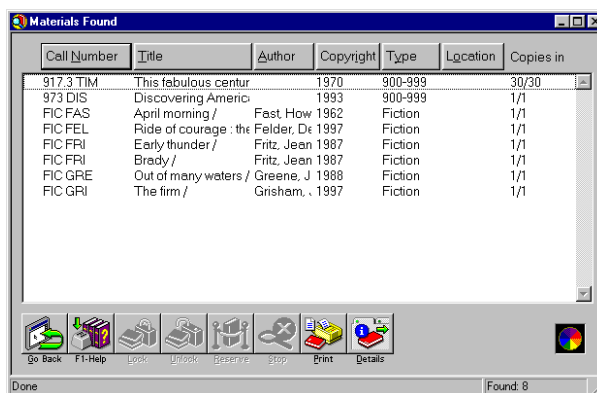 Materials Found
Call Number Title Author Copyright Type Location Copies in
917.3 TIM This fabulous centur 1970 900-999 30/30
973 DIS Discovering Americ 1993 900-999 1/1
FIC FAS April morning / Fast, How 1962 Fiction 1/1
FIC FEL Ride of courage : the Felder, De 1997 Fiction 1/1
FIC FRI Early thunder / Fritz, Jean 1987 Fiction 1/1
FIC FRI Brady / Fritz, Jean 1987 Fiction 1/1
FIC GRE Out of many waters / Greene, J 1988 Fiction 1/1
FIC GRI The firm / Grisham, 1997 Fiction 1/1
Go Back F1-Help Lock Unlock Reserve Stop Print Details
Done Found: 8